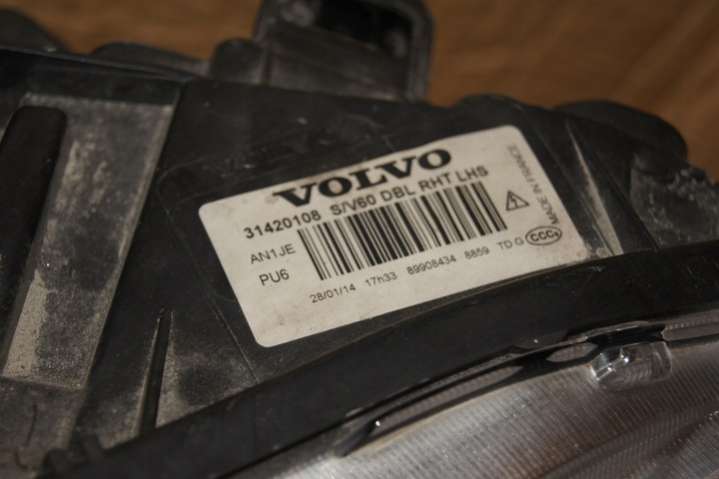 VOLVO
31420108 S/V60 DBL RHT LHS
AN1JE
PU6
28/01/14 17h33 89908434 8859 TD G
CCC
MADE IN FRANCE